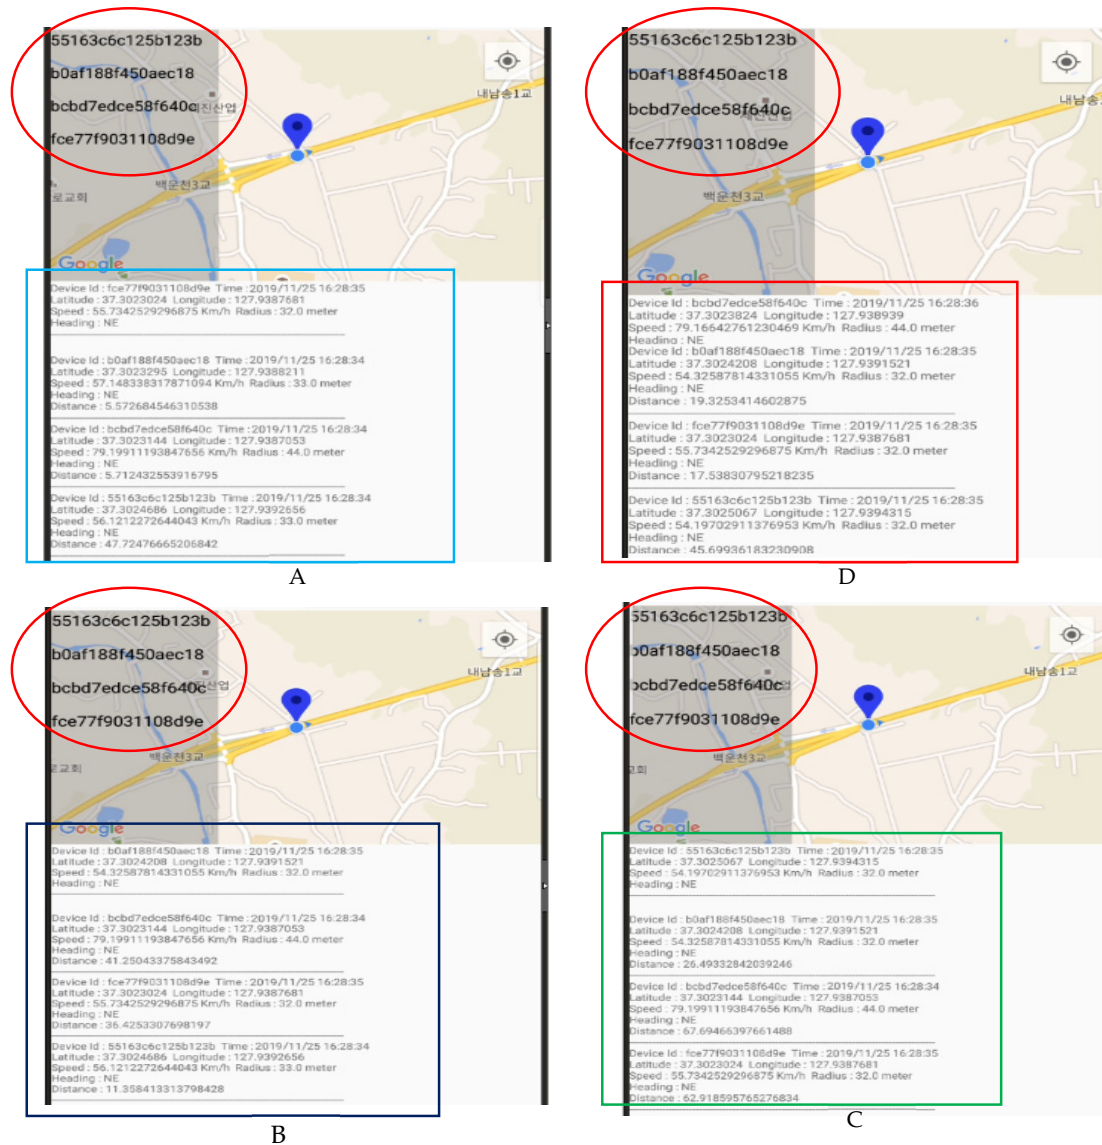 55163c6c125b123b
b0af188f450aec18
bcbd7edce58f640c
fce77f9031108d9e
내남송1교
백운천3교
로교회
Google
Device Id : fce77f9031108d9e Time : 2019/11/25 16:28:35
Latitude : 37.3023024 Longitude : 127.9387681
Speed : 55.7342529296875 Km/h Radius : 32.0 meter
Heading : NE
Device Id : b0af188f450aec18 Time : 2019/11/25 16:28:34
Latitude : 37.3023295 Longitude : 127.9388211
Speed : 57.148338317871094 Km/h Radius : 33.0 meter
Heading : NE
Distance : 5.572684546310538
Device Id : bcbd7edce58f640c Time : 2019/11/25 16:28:34
Latitude : 37.3023144 Longitude : 127.9387053
Speed : 79.19911193847656 Km/h Radius : 44.0 meter
Heading : NE
Distance : 5.712432553916795
Device Id : 55163c6c125b123b Time : 2019/11/25 16:28:34
Latitude : 37.3024686 Longitude : 127.9392656
Speed : 56.1212272644043 Km/h Radius : 33.0 meter
Heading : NE
Distance : 47.72476665206842
A
55163c6c125b123b
b0af188f450aec18
bcbd7edce58f640c
fce77f9031108d9e
내남송
백운천3교
Google
Device Id : bcbd7edce58f640c Time : 2019/11/25 16:28:36
Latitude : 37.3023824 Longitude : 127.938939
Speed : 79.16642761230469 Km/h Radius : 44.0 meter
Heading : NE
Device Id : b0af188f450aec18 Time : 2019/11/25 16:28:35
Latitude : 37.3024208 Longitude : 127.9391521
Speed : 54.32587814331055 Km/h Radius : 32.0 meter
Heading : NE
Distance : 19.3253414602875
Device Id : fce77f9031108d9e Time : 2019/11/25 16:28:35
Latitude : 37.3023024 Longitude : 127.9387681
Speed : 55.7342529296875 Km/h Radius : 32.0 meter
Heading : NE
Distance : 17.53830795218235
Device Id : 55163c6c125b123b Time : 2019/11/25 16:28:35
Latitude : 37.3025067 Longitude : 127.9394315
Speed : 54.19702911376953 Km/h Radius : 32.0 meter
Heading : NE
Distance : 45.69936183230908
D
55163c6c125b123b
b0af188f450aec18
bcbd7edce58f640c
fce77f9031108d9e
내남송1교
백운천3교
로교회
Google
Device Id : b0af188f450aec18 Time : 2019/11/25 16:28:35
Latitude : 37.3024208 Longitude : 127.9391521
Speed : 54.32587814331055 Km/h Radius : 32.0 meter
Heading : NE
Device Id : bcbd7edce58f640c Time : 2019/11/25 16:28:34
Latitude : 37.3023144 Longitude : 127.9387053
Speed : 79.19911193847656 Km/h Radius : 44.0 meter
Heading : NE
Distance : 41.25043375843492
Device Id : fce77f9031108d9e Time : 2019/11/25 16:28:35
Latitude : 37.3023024 Longitude : 127.9387681
Speed : 55.7342529296875 Km/h Radius : 32.0 meter
Heading : NE
Distance : 36.4253307698197
Device Id : 55163c6c125b123b Time : 2019/11/25 16:28:34
Latitude : 37.3024686 Longitude : 127.9392656
Speed : 56.1212272644043 Km/h Radius : 33.0 meter
Heading : NE
Distance : 11.358413313798428
B
55163c6c125b123b
b0af188f450aec18
bcbd7edce58f640c
fce77f9031108d9e
내남송1교
백운천3교
교회
Google
Device Id : 55163c6c125b123b Time : 2019/11/25 16:28:35
Latitude : 37.3025067 Longitude : 127.9394315
Speed : 54.19702911376953 Km/h Radius : 32.0 meter
Heading : NE
Device Id : b0af188f450aec18 Time : 2019/11/25 16:28:35
Latitude : 37.3024208 Longitude : 127.9391521
Speed : 54.32587814331055 Km/h Radius : 32.0 meter
Heading : NE
Distance : 26.49332842039246
Device Id : bcbd7edce58f640c Time : 2019/11/25 16:28:34
Latitude : 37.3023144 Longitude : 127.9387053
Speed : 79.19911193847656 Km/h Radius : 44.0 meter
Heading : NE
Distance : 67.69466397661488
Device Id : fce77f9031108d9e Time : 2019/11/25 16:28:35
Latitude : 37.3023024 Longitude : 127.9387681
Speed : 55.7342529296875 Km/h Radius : 32.0 meter
Heading : NE
Distance : 62.918595765276834
C